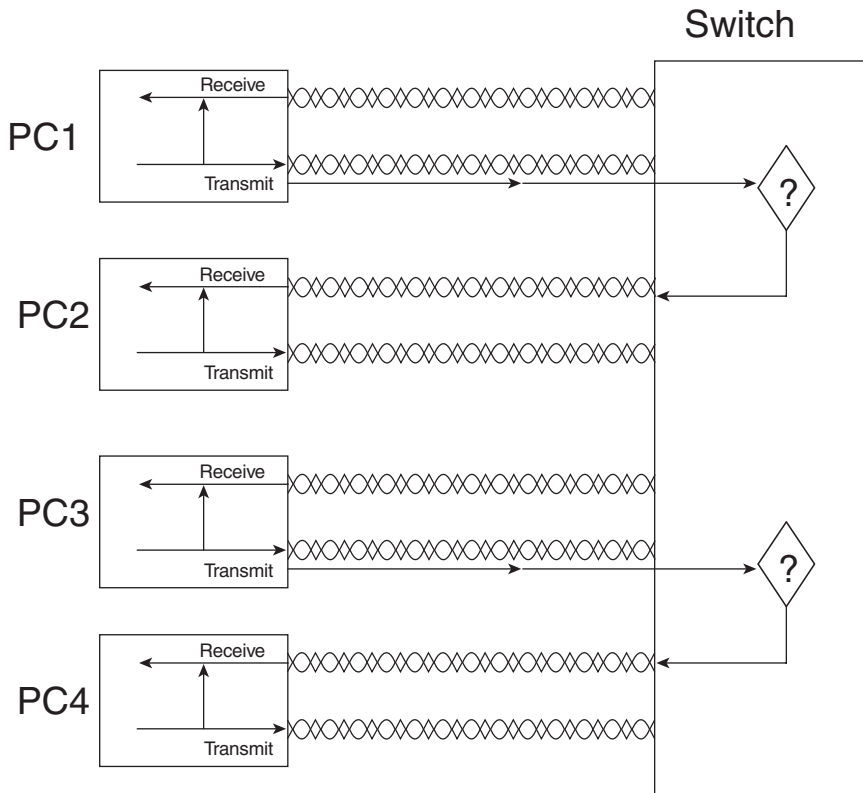 Switch
PC1
Receive
Transmit
?
PC2
Receive
Transmit
PC3
Receive
Transmit
?
PC4
Receive
Transmit